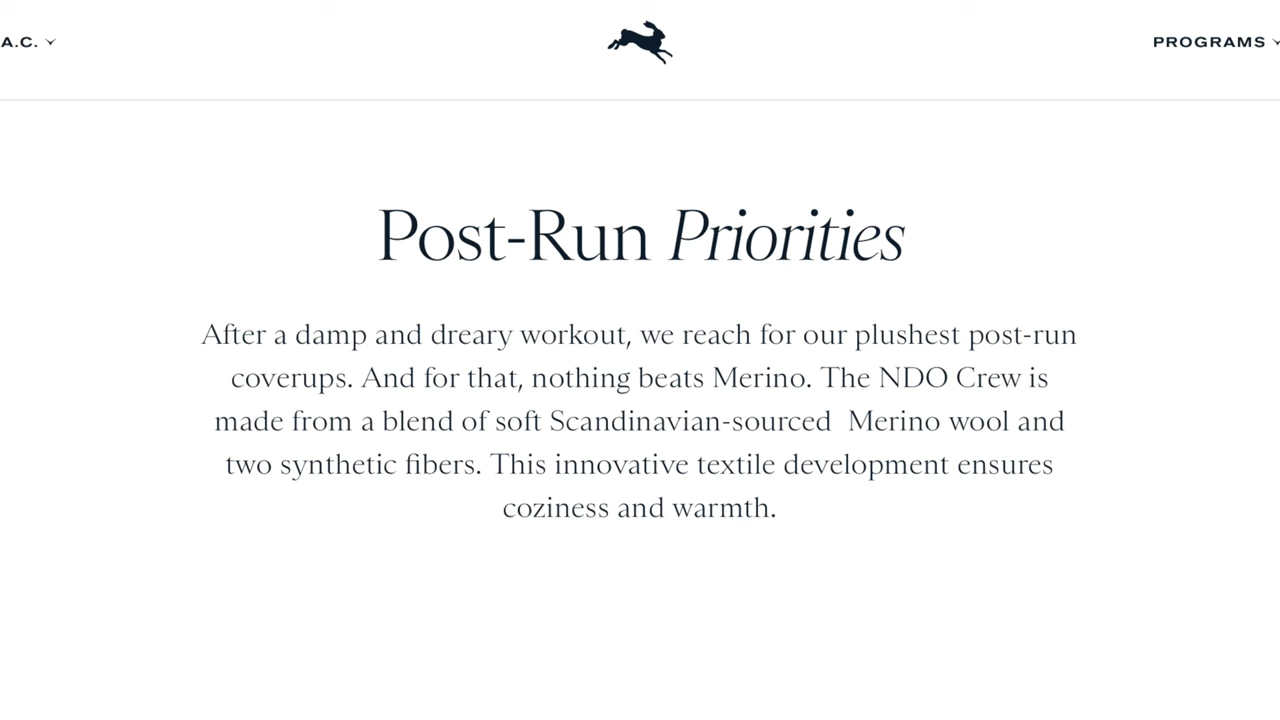 A.C.
PROGRAMS
Post-Run Priorities
After a damp and dreary workout, we reach for our plushest post-run
coverups. And for that, nothing beats Merino. The NDO Crew is
made from a blend of soft Scandinavian-sourced  Merino wool and
two synthetic fibers. This innovative textile development ensures
coziness and warmth.